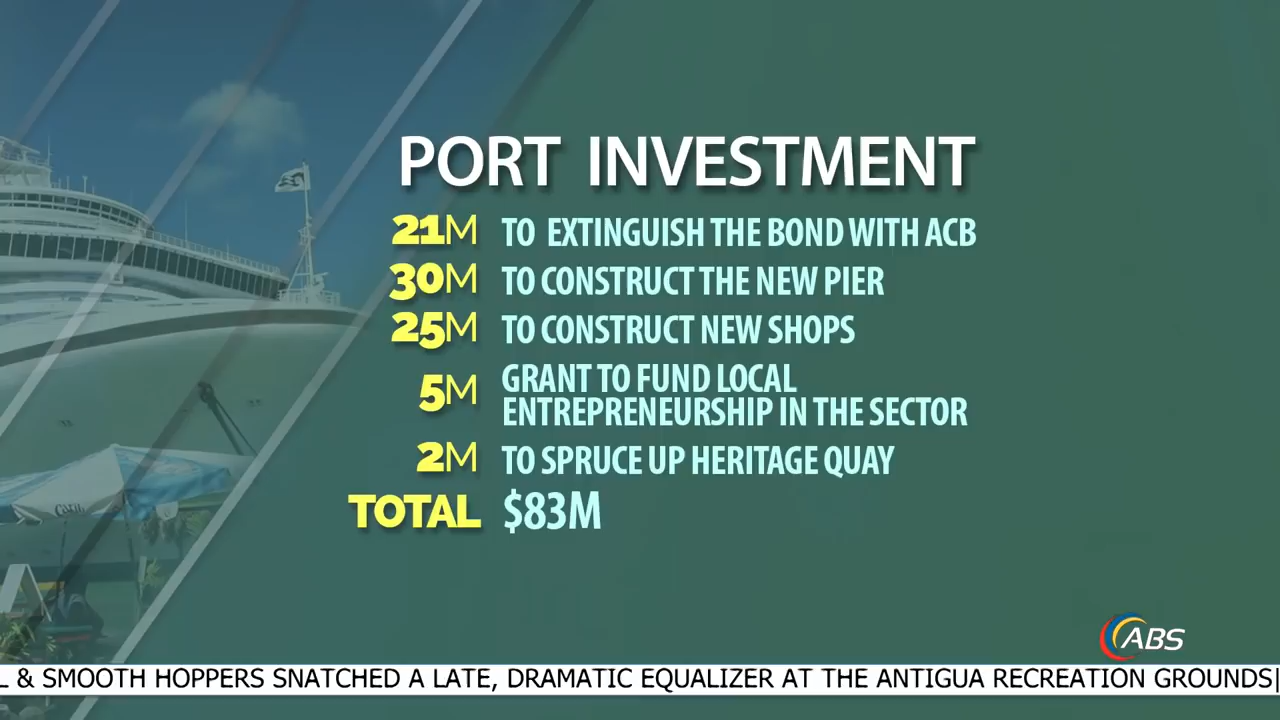 PORT INVESTMENT
21M TO EXTINGUISH THE BOND WITH ACB
30M TO CONSTRUCT THE NEW PIER
25M TO CONSTRUCT NEW SHOPS
5M GRANT TO FUND LOCAL
ENTREPRENEURSHIP IN THE SECTOR
2M TO SPRUCE UP HERITAGE QUAY
TOTAL $83M
ABS
& SMOOTH HOPPERS SNATCHED A LATE, DRAMATIC EQUALIZER AT THE ANTIGUA RECREATION GROUNDS|